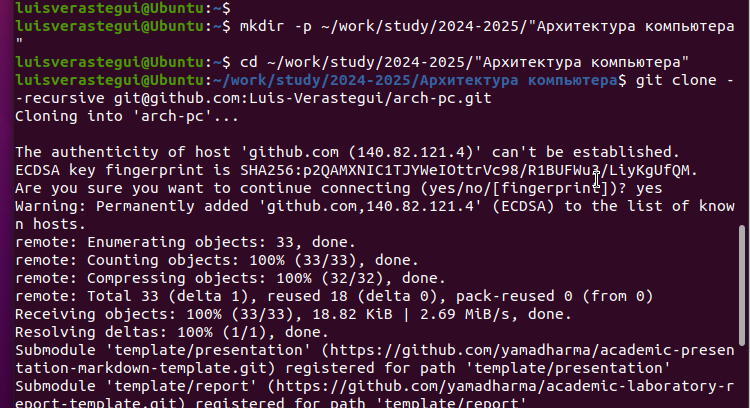 luisverastegui@Ubuntu:~$
luisverastegui@Ubuntu:~$ mkdir -p ~/work/study/2024-2025/"Архитектура компьютера
"
luisverastegui@Ubuntu:~$ cd ~/work/study/2024-2025/"Архитектура компьютера"
luisverastegui@Ubuntu:~/work/study/2024-2025/Архитектура компьютера$ git clone -
-recursive git@github.com:Luis-Verastegui/arch-pc.git
Cloning into 'arch-pc'...
The authenticity of host 'github.com (140.82.121.4)' can't be established.
ECDSA key fingerprint is SHA256:p2QAMXNIC1TJYWeIOttrVc98/R1BUFWu3/LiyKgUfQM.
Are you sure you want to continue connecting (yes/no/[fingerprint])? yes
Warning: Permanently added 'github.com,140.82.121.4' (ECDSA) to the list of know
n hosts.
remote: Enumerating objects: 33, done.
remote: Counting objects: 100% (33/33), done.
remote: Compressing objects: 100% (32/32), done.
remote: Total 33 (delta 1), reused 18 (delta 0), pack-reused 0 (from 0)
Receiving objects: 100% (33/33), 18.82 KiB | 2.69 MiB/s, done.
Resolving deltas: 100% (1/1), done.
Submodule 'template/presentation' (https://github.com/yamadharma/academic-presen
tation-markdown-template.git) registered for path 'template/presentation'
Submodule 'template/report' (https://github.com/yamadharma/academic-laboratory-r
eport-template.git) registered for path 'template/report'